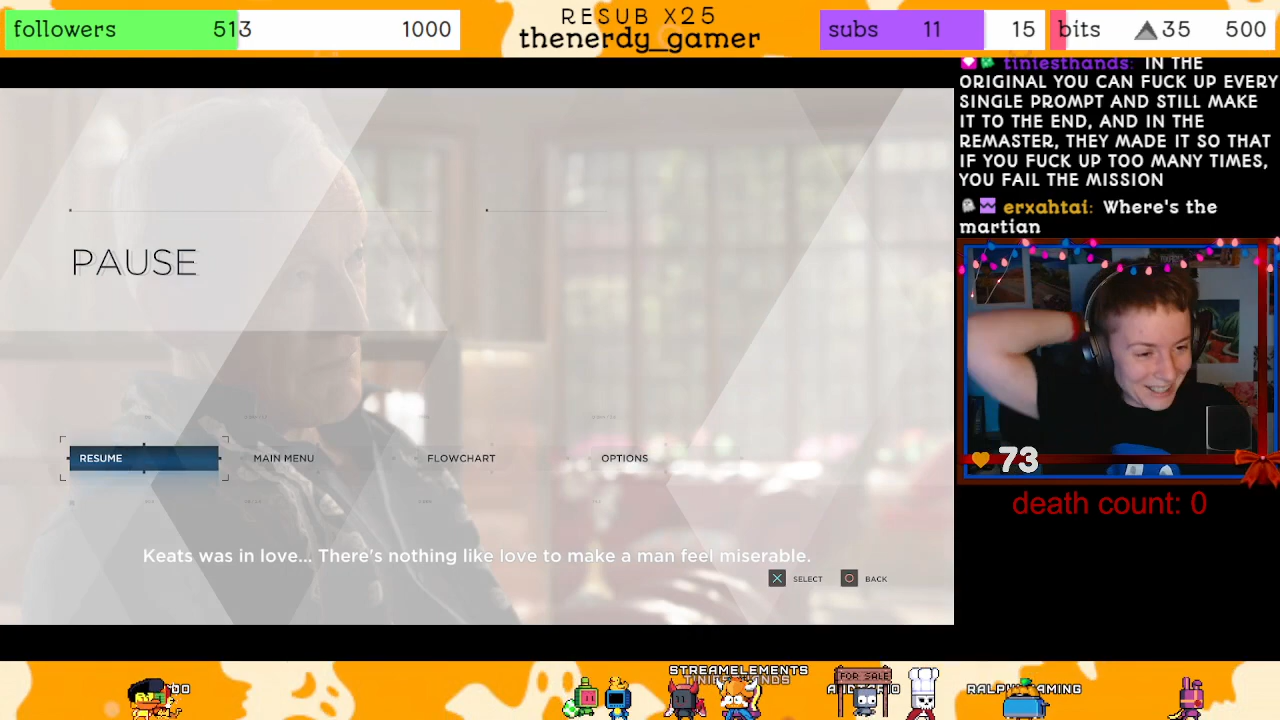 followers 513 1000
RESUB X25
thenerdy_gamer
subs 11 15
bits 35 500
tiniesthands: IN THE
ORIGINAL YOU CAN FUCK UP EVERY
SINGLE PROMPT AND STILL MAKE
IT TO THE END, AND IN THE
REMASTER, THEY MADE IT SO THAT
IF YOU FUCK UP TOO MANY TIMES,
YOU FAIL THE MISSION
erxahtai: Where's the
martian
PAUSE
RESUME MAIN MENU FLOWCHART OPTIONS
73
death count: 0
Keats was in love... There's nothing like love to make a man feel miserable.
SELECT BACK
STREAMELEMENTS
TINIESTHANDS
FOR SALE